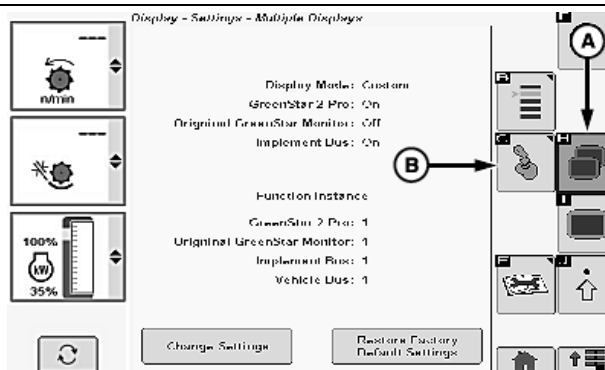 Display - Settings - Multiple Displays
A
---
n/min
Display Mode: Custom
GreenStar 2 Pro: On
Origninal GreenStar Monitor: Off
Implement Bus: On
B
H
---
Function Instance
I
GreenStar 2 Pro: 1
Origninal GreenStar Monitor: 1
Implement Bus: 1
Vehicle Bus: 1
100%
kW
35%
J
Change Settings
Restore Factory
Default Settings